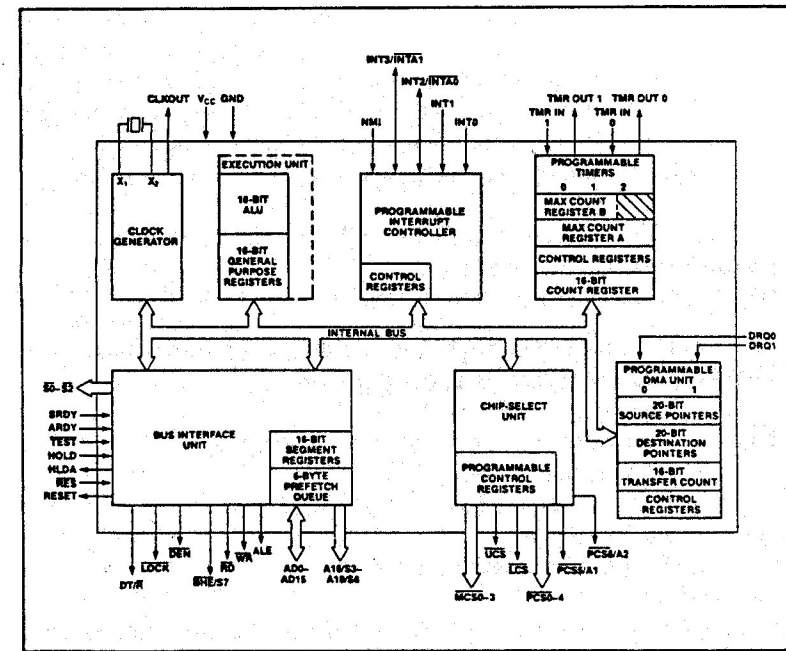 INT3/INTA1
INT2/INTA0
CLKOUT VCC GND
INT1
NMI
INT0
TMR OUT 1 TMR OUT 0
TMR IN 1
TMR IN 0
X1 X2
CLOCK
GENERATOR
EXECUTION UNIT
16-BIT
ALU
16-BIT
GENERAL
PURPOSE
REGISTERS
PROGRAMMABLE
INTERRUPT
CONTROLLER
CONTROL
REGISTERS
PROGRAMMABLE
TIMERS
0 1 2
MAX COUNT
REGISTER B
MAX COUNT
REGISTER A
CONTROL REGISTERS
16-BIT
COUNT REGISTER
INTERNAL BUS
DRQ0
DRQ1
S0-S2
SRDY
ARDY
TEST
HOLD
HLDA
RES
RESET
BUS INTERFACE
UNIT
16-BIT
SEGMENT
REGISTERS
6-BYTE
PREFETCH
QUEUE
CHIP-SELECT
UNIT
PROGRAMMABLE
CONTROL
REGISTERS
PROGRAMMABLE
DMA UNIT
0 1
20-BIT
SOURCE POINTERS
20-BIT
DESTINATION
POINTERS
16-BIT
TRANSFER COUNT
CONTROL
REGISTERS
DT/R
LOCK
DEN
BHE/S7
RD
WR
ALE
AD0-
AD15
A16/S3-
A19/S6
MCS0-3
UCS
LCS
PCS0-4
PCS5/A1
PCS6/A2